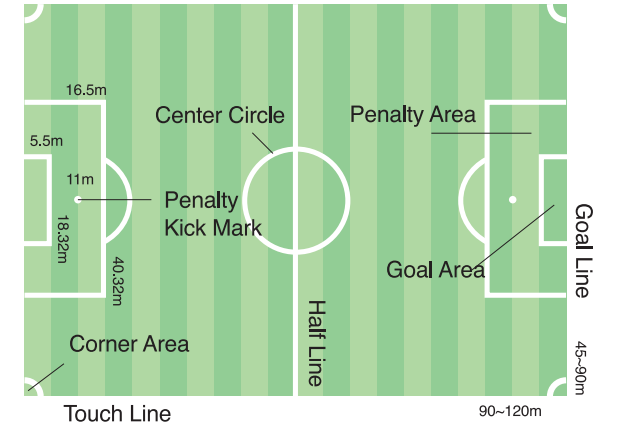 16.5m
Center Circle
Penalty Area
5.5m
11m
Penalty
Kick Mark
18.32m
40.32m
Goal Area
Goal Line
Half Line
Corner Area
45~90m
Touch Line
90~120m